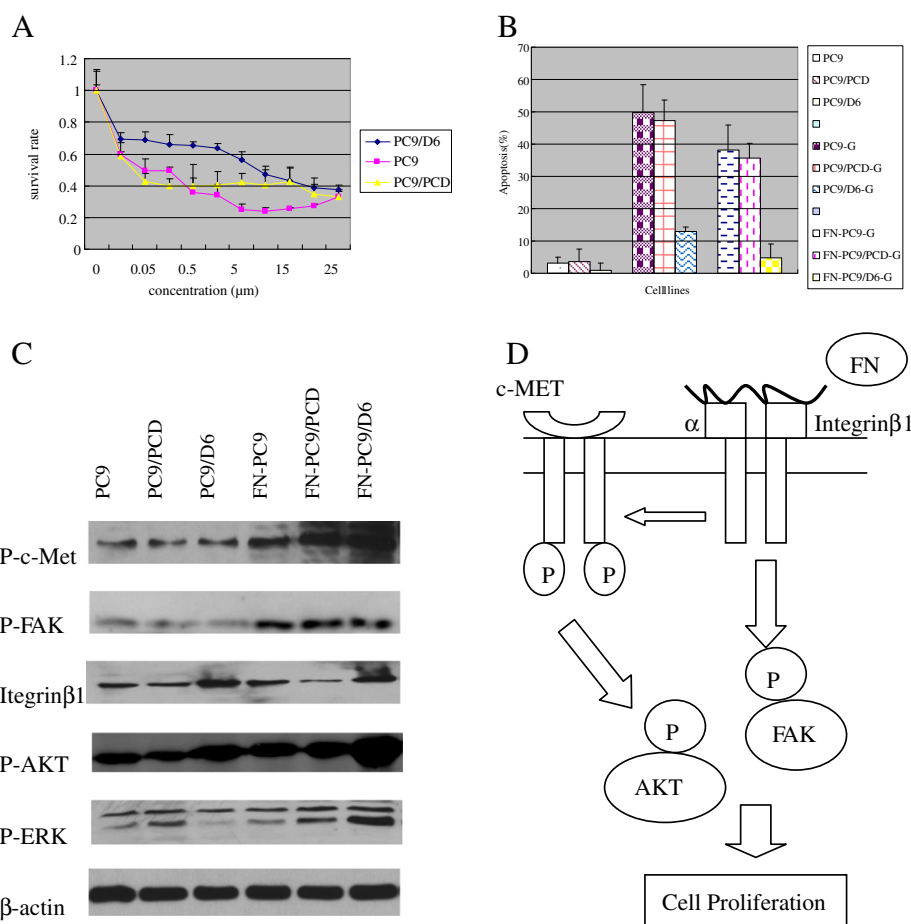 A
1.2
1
0.8
0.6
0.4
0.2
0
survival rate
0 0.05 0.5 5 15 25
concentration (µm)
PC9/D6
PC9
PC9/PCD
B
70
60
50
40
30
20
10
0
Apoptosis(%)
Celllines
PC9
PC9/PCD
PC9/D6
PC9-G
PC9/PCD-G
PC9/D6-G
FN-PC9-G
FN-PC9/PCD-G
FN-PC9/D6-G
C
PC9
PC9/PCD
PC9/D6
FN-PC9
FN-PC9/PCD
FN-PC9/D6
P-c-Met
P-FAK
Itegrinβ1
P-AKT
P-ERK
β-actin
D
FN
c-MET
α
Integrinβ1
P P
P
FAK
P
AKT
Cell Proliferation